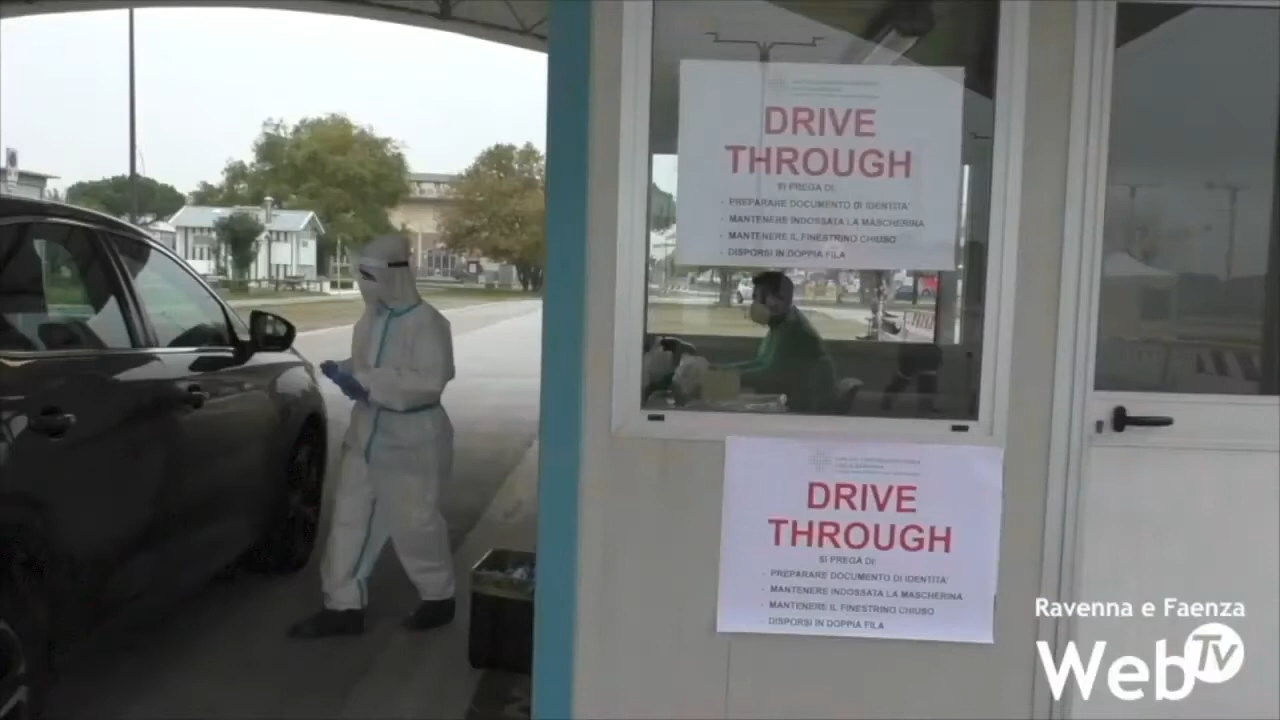 DRIVE
THROUGH
SI PREGA DI:
- PREPARARE DOCUMENTO DI IDENTITA'
- MANTENERE INDOSSATA LA MASCHERINA
- MANTENERE IL FINESTRINO CHIUSO
- DISPORSI IN DOPPIA FILA
DRIVE
THROUGH
SI PREGA DI:
- PREPARARE DOCUMENTO DI IDENTITA'
- MANTENERE INDOSSATA LA MASCHERINA
- MANTENERE IL FINESTRINO CHIUSO
- DISPORSI IN DOPPIA FILA
Ravenna e Faenza
Web Tv